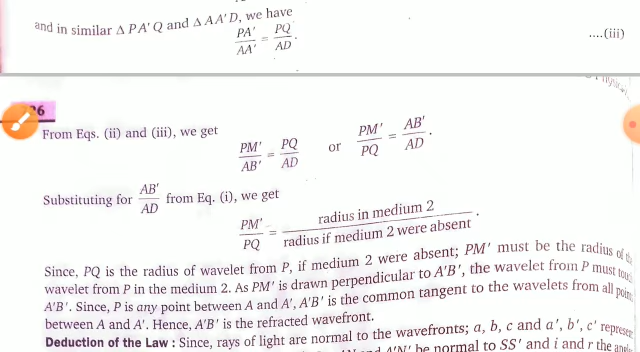 and in similar Δ PA'Q and Δ AA'D, we have
PA'/AA' = PQ/AD. ....(iii)
From Eqs. (ii) and (iii), we get
PM'/AB' = PQ/AD or PM'/PQ = AB'/AD.
Substituting for AB'/AD from Eq. (i), we get
PM'/PQ = radius in medium 2/radius if medium 2 were absent.
Since, PQ is the radius of wavelet from P, if medium 2 were absent; PM' must be the radius of
wavelet from P in the medium 2. As PM' is drawn perpendicular to A'B', the wavelet from P must
A'B'. Since, P is any point between A and A', A'B' is the common tangent to the wavelets from all
between A and A'. Hence, A'B' is the refracted wavefront.
Deduction of the Law : Since, rays of light are normal to the wavefronts; a, b, c and a', b', c'
A'N' be normal to SS' and i and r the